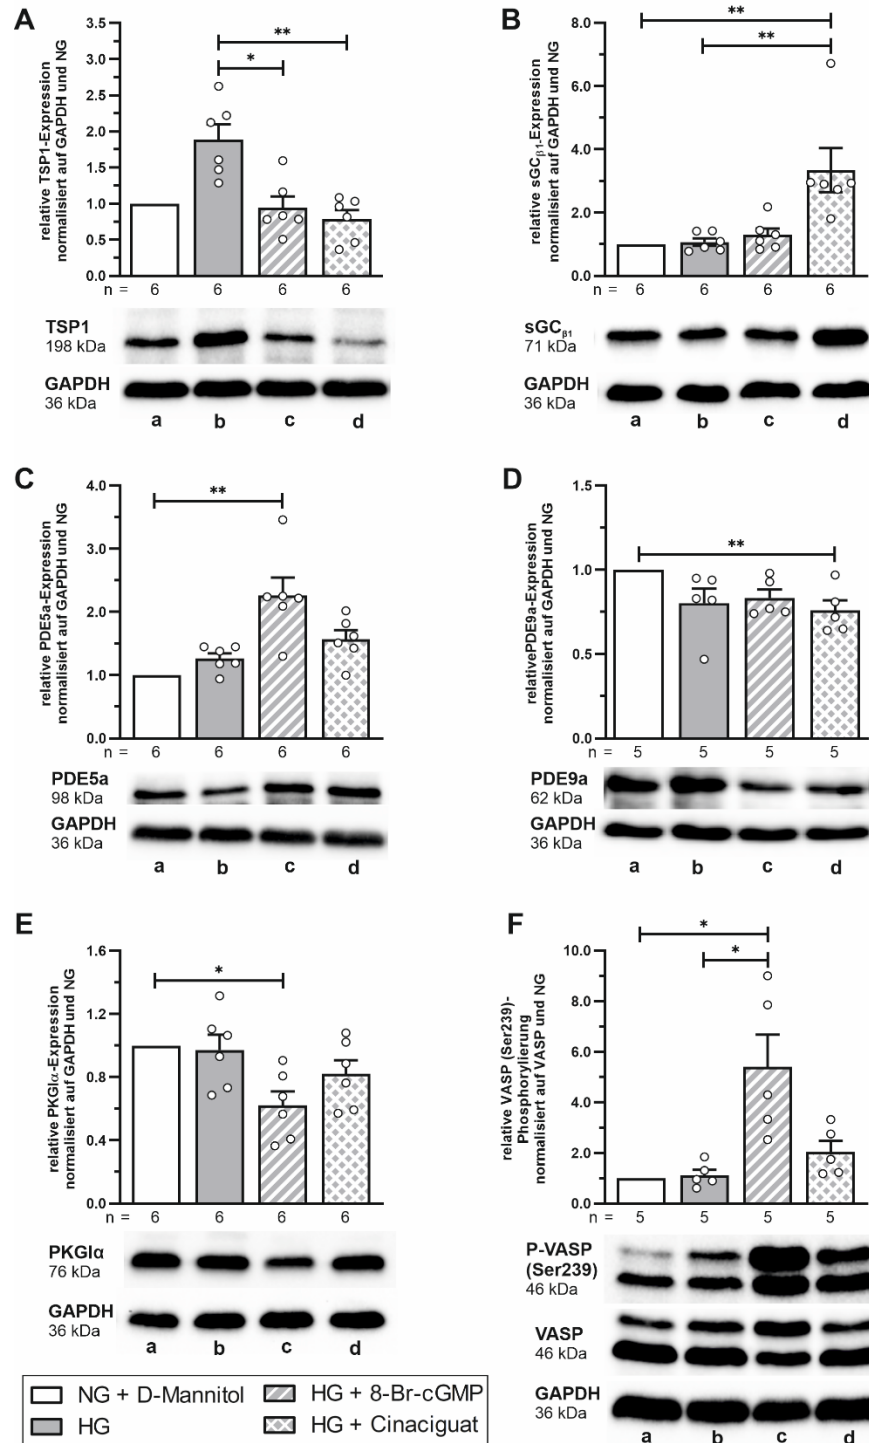 A
relative TSP1-Expression
normalisiert auf GAPDH und NG
3.5
3.0
2.5
2.0
1.5
1.0
0.5
0.0
**
*
n = 6 6 6 6
TSP1
198 kDa
GAPDH
36 kDa
a b c d
B
relative sGCβ1-Expression
normalisiert auf GAPDH und NG
8.0
6.0
4.0
2.0
0.0
**
**
n = 6 6 6 6
sGCβ1
71 kDa
GAPDH
36 kDa
a b c d
C
relative PDE5a-Expression
normalisiert auf GAPDH und NG
4.0
3.0
2.0
1.0
0.0
**
n = 6 6 6 6
PDE5a
98 kDa
GAPDH
36 kDa
a b c d
D
relativePDE9a-Expression
normalisiert auf GAPDH und NG
1.5
1.0
0.5
0.0
**
n = 5 5 5 5
PDE9a
62 kDa
GAPDH
36 kDa
a b c d
E
relative PKGIα-Expression
normalisiert auf GAPDH und NG
1.6
1.2
0.8
0.4
0.0
*
n = 6 6 6 6
PKGIα
76 kDa
GAPDH
36 kDa
a b c d
F
relative VASP (Ser239)-
Phosphorylierung
normalisiert auf VASP und NG
10.0
8.0
6.0
4.0
2.0
0.0
*
*
n = 5 5 5 5
P-VASP
(Ser239)
46 kDa
VASP
46 kDa
GAPDH
36 kDa
a b c d
NG + D-Mannitol
HG + 8-Br-cGMP
HG
HG + Cinaciguat